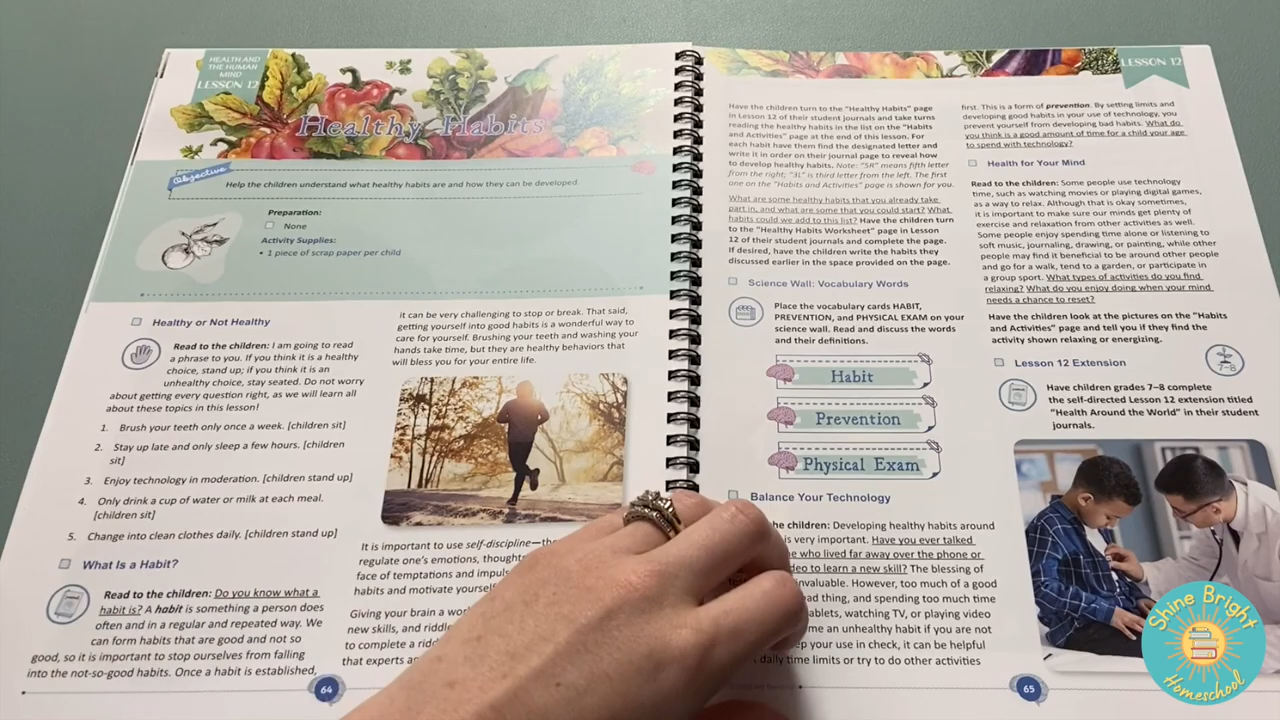 HEALTH AND
THE HUMAN
MIND
LESSON 12
Healthy Habits
Objective
Help the children understand what healthy habits are and how they can be developed.
Preparation:
None
Activity Supplies:
• 1 piece of scrap paper per child
Healthy or Not Healthy
Read to the children: I am going to read
a phrase to you. If you think it is a healthy
choice, stand up; if you think it is an
unhealthy choice, stay seated. Do not worry
about getting every question right, as we will learn all
about these topics in this lesson!
1. Brush your teeth only once a week. [children sit]
2. Stay up late and only sleep a few hours. [children
sit]
3. Enjoy technology in moderation. [children stand up]
4. Only drink a cup of water or milk at each meal.
[children sit]
5. Change into clean clothes daily. [children stand up]
What Is a Habit?
Read to the children: Do you know what a
habit is? A habit is something a person does
often and in a regular and repeated way. We
can form habits that are good and not so
good, so it is important to stop ourselves from falling
into the not-so-good habits. Once a habit is established,
it can be very challenging to stop or break. That said,
getting yourself into good habits is a wonderful way to
care for yourself. Brushing your teeth and washing your
hands take time, but they are healthy behaviors that
will bless you for your entire life.
It is important to use self-discipline—
regulate one's emotions, thought
face of temptations and impul
habits and motivate yourse
Giving your brain a wor
new skills, and riddl
to complete a rid
that experts a
64
LESSON 12
Have the children turn to the "Healthy Habits" page
in Lesson 12 of their student journals and take turns
reading the healthy habits in the list on the "Habits
and Activities" page at the end of this lesson. For
each habit have them find the designated letter and
write it in order on their journal page to reveal how
to develop healthy habits. Note: "5R" means fifth letter
from the right; "3L" is third letter from the left. The first
one on the "Habits and Activities" page is shown for you.
What are some healthy habits that you already take
part in, and what are some that you could start? What
habits could we add to this list? Have the children turn
to the "Healthy Habits Worksheet" page in Lesson
12 of their student journals and complete the page.
If desired, have the children write the habits they
discussed earlier in the space provided on the page.
Science Wall: Vocabulary Words
Place the vocabulary cards HABIT,
PREVENTION, and PHYSICAL EXAM on your
science wall. Read and discuss the words
and their definitions.
Habit
Prevention
Physical Exam
Balance Your Technology
the children: Developing healthy habits around
is very important. Have you ever talked
e who lived far away over the phone or
deo to learn a new skill? The blessing of
invaluable. However, too much of a good
ad thing, and spending too much time
ablets, watching TV, or playing video
me an unhealthy habit if you are not
ep your use in check, it can be helpful
daily time limits or try to do other activities
first. This is a form of prevention. By setting limits and
developing good habits in your use of technology, you
prevent yourself from developing bad habits. What do
you think is a good amount of time for a child your age
to spend with technology?
Health for Your Mind
Read to the children: Some people use technology
time, such as watching movies or playing digital games,
as a way to relax. Although that is okay sometimes,
it is important to make sure our minds get plenty of
exercise and relaxation from other activities as well.
Some people enjoy spending time alone or listening to
soft music, journaling, drawing, or painting, while other
people may find it beneficial to be around other people
and go for a walk, tend to a garden, or participate in
a group sport. What types of activities do you find
relaxing? What do you enjoy doing when your mind
needs a chance to reset?
Have the children look at the pictures on the "Habits
and Activities" page and tell you if they find the
activity shown relaxing or energizing.
Lesson 12 Extension
7–8
Have children grades 7–8 complete
the self-directed Lesson 12 extension titled
"Health Around the World" in their student
journals.
65
Shine Bright
Homeschool